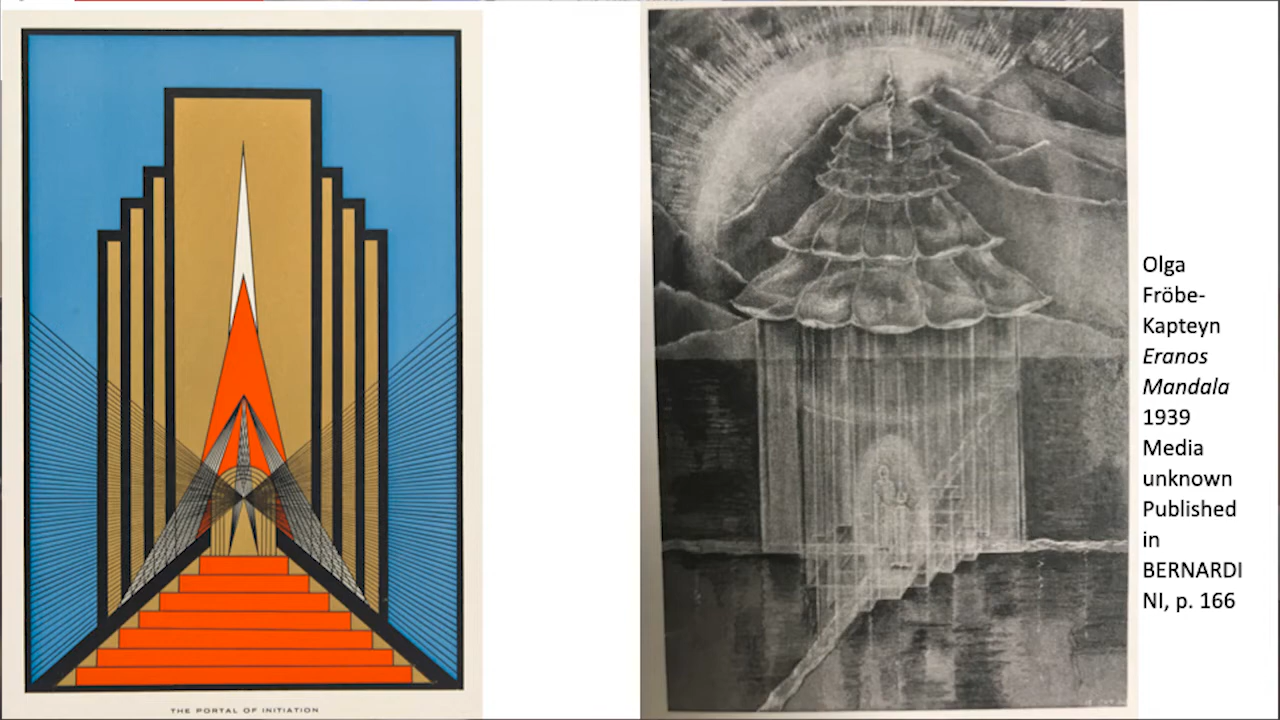 THE PORTAL OF INITIATION
Olga
Fröbe-
Kapteyn
Eranos
Mandala
1939
Media
unknown
Published
in
BERNARDI
NI, p. 166